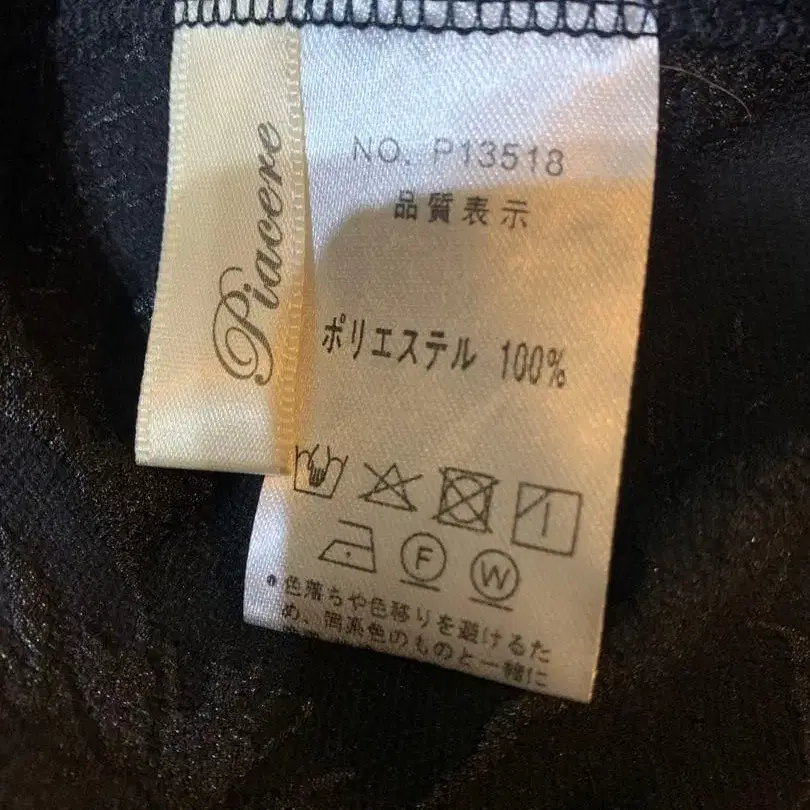 Piacere
NO. P13518
品質表示
ポリエステル 100%
F W
●色落ちや色移りを避けるた
め、同系色のものと一緒に